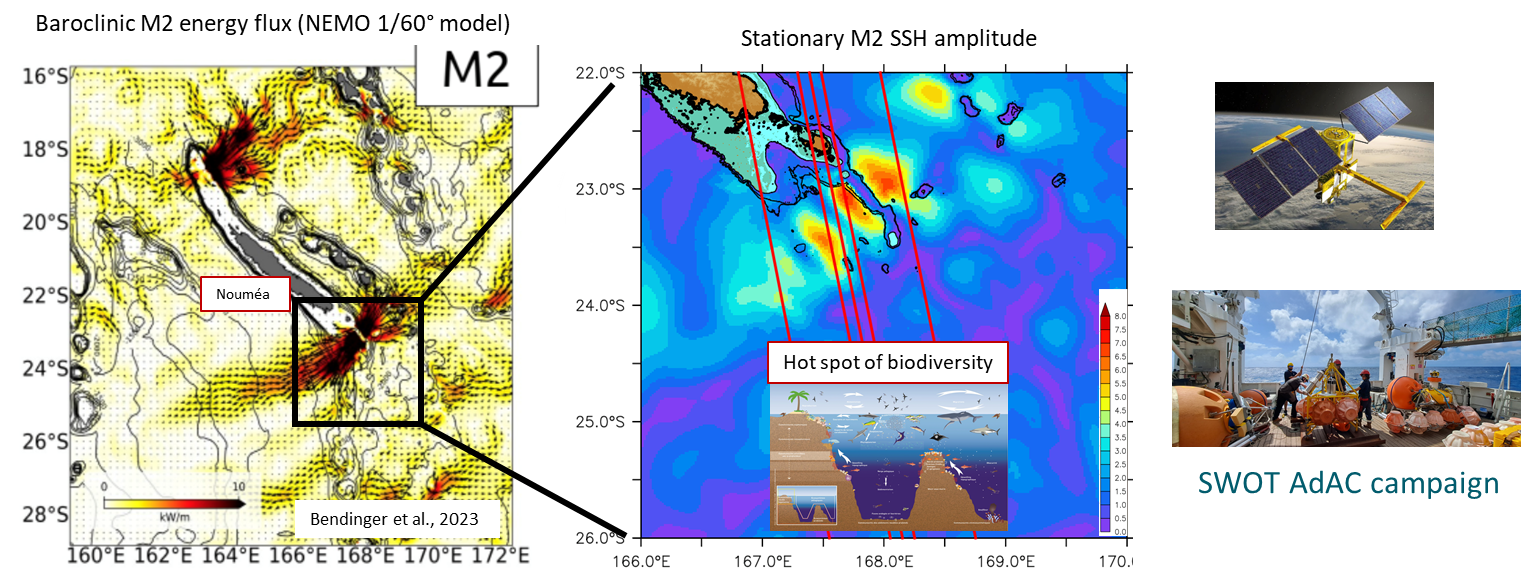 Baroclinic M2 energy flux (NEMO 1/60° model)
M2
16°S
18°S
20°S
22°S
24°S
26°S
28°S
Nouméa
0 10
kW/m
Bendinger et al., 2023
160°E 162°E 164°E 166°E 168°E 170°E 172°E
Stationary M2 SSH amplitude
22.0°S
23.0°S
24.0°S
25.0°S
26.0°S
166.0°E 167.0°E 168.0°E 169.0°E 170.
8.0
7.5
7.0
6.5
6.0
5.5
5.0
4.5
4.0
3.5
3.0
2.5
2.0
1.5
1.0
0.5
0.0
Hot spot of biodiversity
SWOT AdAC campaign